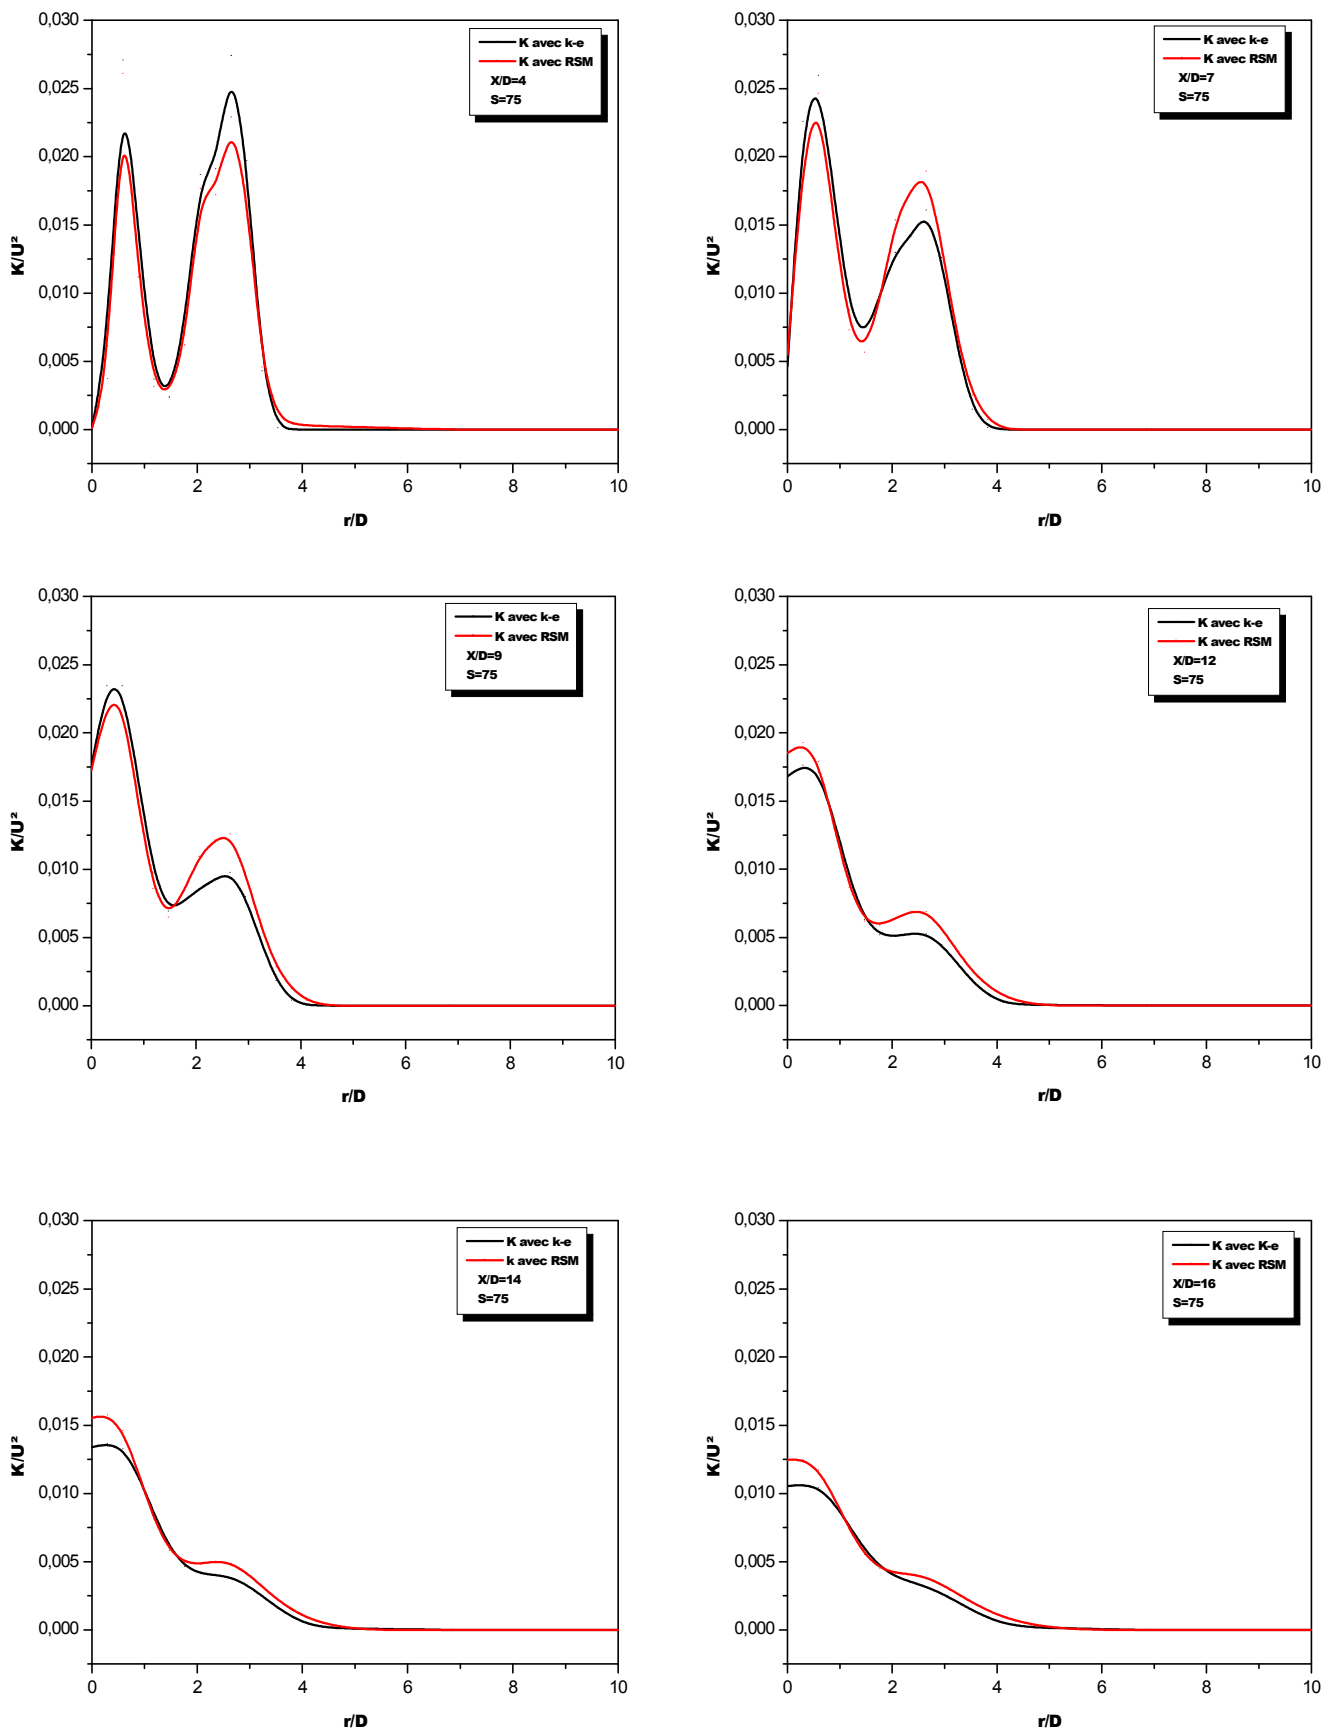 0,030
0,025
0,020
0,015
0,010
0,005
0,000
K/U²
K avec k-e
K avec RSM
X/D=4
S=75
0 2 4 6 8 10
r/D
0,030
0,025
0,020
0,015
0,010
0,005
0,000
K/U²
K avec k-e
K avec RSM
X/D=7
S=75
0 2 4 6 8 10
r/D
0,030
0,025
0,020
0,015
0,010
0,005
0,000
K/U²
K avec k-e
K avec RSM
X/D=9
S=75
0 2 4 6 8 10
r/D
0,030
0,025
0,020
0,015
0,010
0,005
0,000
K/U²
K avec k-e
K avec RSM
X/D=12
S=75
0 2 4 6 8 10
r/D
0,030
0,025
0,020
0,015
0,010
0,005
0,000
K/U²
K avec k-e
k avec RSM
X/D=14
S=75
0 2 4 6 8 10
r/D
0,030
0,025
0,020
0,015
0,010
0,005
0,000
K/U²
K avec K-e
K avec RSM
X/D=16
S=75
0 2 4 6 8 10
r/D